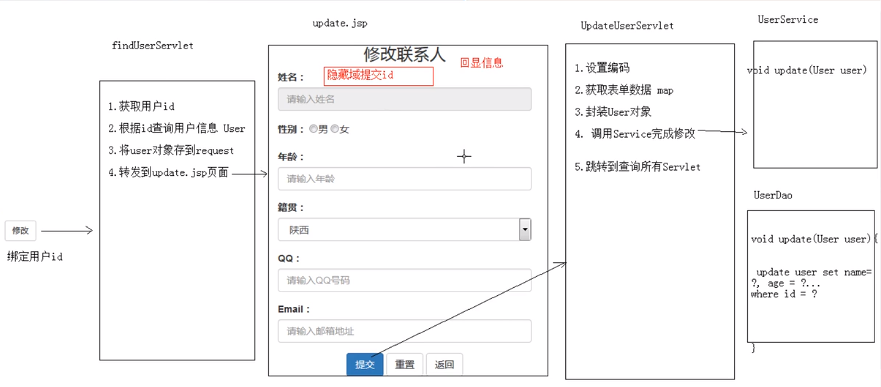 修改
绑定用户id
findUserServlet
1.获取用户id
2.根据id查询用户信息 User
3.将user对象存到request
4.转发到update.jsp页面
update.jsp
修改联系人
回显信息
姓名：
隐藏域提交id
请输入姓名
性别：男 女
年龄：
请输入年龄
籍贯：
陕西
QQ：
请输入QQ号码
Email：
请输入邮箱地址
提交 重置 返回
UpdateUserServlet
1.设置编码
2.获取表单数据 map
3.封装User对象
4. 调用Service完成修改
5.跳转到查询所有Servlet
UserService
void update(User user)
UserDao
void update(User user){
update user set name=
?, age = ?...
where id = ?
}